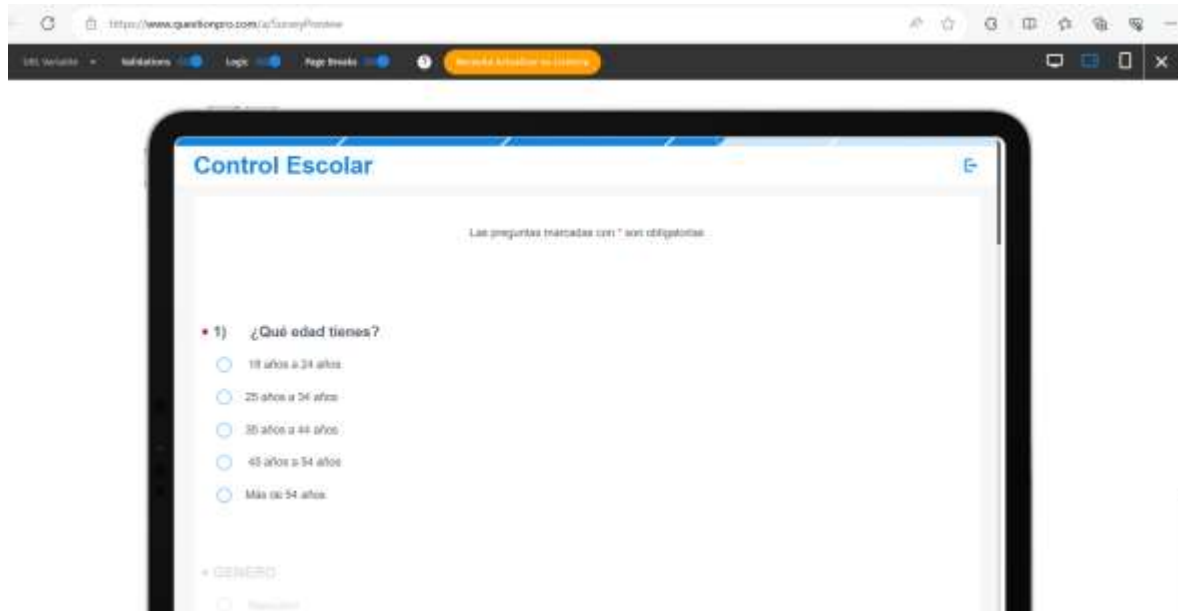 https://www.questionpro.com/a/SurveyPreview
URL Variable
Validations
Logic
Page Breaks
Control Escolar
Las preguntas marcadas con * son obligatorias
* 1) ¿Qué edad tienes?
18 años a 24 años
25 años a 34 años
35 años a 44 años
45 años a 54 años
Más de 54 años
* GENERO